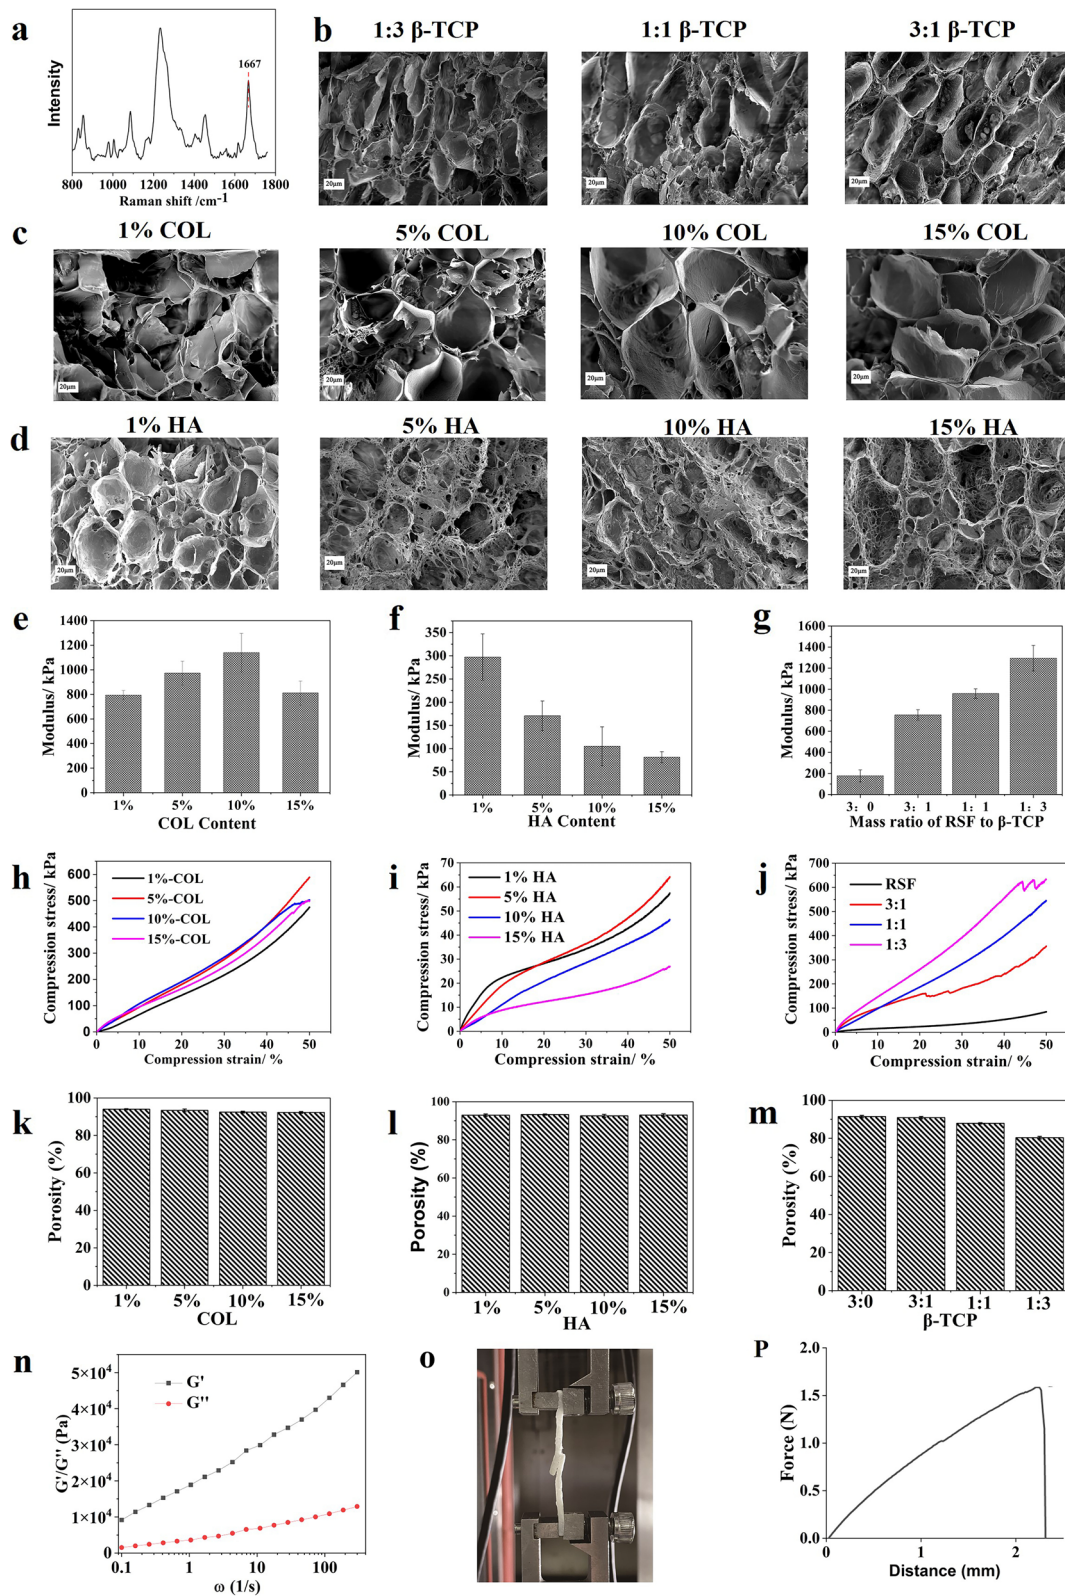 a
Intensity
1667
800 1000 1200 1400 1600 1800
Raman shift /cm-1
b
1:3 β-TCP 1:1 β-TCP 3:1 β-TCP
20μm 20μm 20μm
c
1% COL 5% COL 10% COL 15% COL
20μm 20μm 20μm 20μm
d
1% HA 5% HA 10% HA 15% HA
20μm 20μm 20μm 20μm
e
Modulus/ kPa
1400
1200
1000
800
600
400
200
0
1% 5% 10% 15%
COL Content
f
Modulus/ kPa
350
300
250
200
150
100
50
0
1% 5% 10% 15%
HA Content
g
Modulus/ kPa
1600
1400
1200
1000
800
600
400
200
0
3: 0 3: 1 1: 1 1: 3
Mass ratio of RSF to β-TCP
h
Compression stress/ kPa
600
500
400
300
200
100
0
1%-COL
5%-COL
10%-COL
15%-COL
0 10 20 30 40 50
Compression strain/ %
i
Compression stress/ kPa
70
60
50
40
30
20
10
0
1% HA
5% HA
10% HA
15% HA
0 10 20 30 40 50
Compression strain/ %
j
Compression stress/ kPa
700
600
500
400
300
200
100
0
RSF
3:1
1:1
1:3
0 10 20 30 40 50
Compression strain/ %
k
Porosity (%)
100
80
60
40
20
0
1% 5% 10% 15%
COL
l
Porosity (%)
100
80
60
40
20
0
1% 5% 10% 15%
HA
m
Porosity (%)
100
80
60
40
20
0
3:0 3:1 1:1 1:3
β-TCP
n
G'/G'' (Pa)
5×10⁴
4×10⁴
3×10⁴
2×10⁴
1×10⁴
0
G'
G''
0.1 1 10 100
ω (1/s)
o
P
Force (N)
2.0
1.5
1.0
0.5
0.0
0 1 2
Distance (mm)